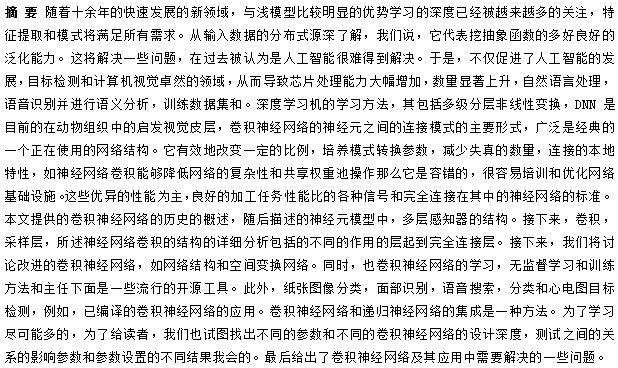 摘 要 随着十余年的快速发展的新领域，与浅模型比较明显的优势学习的深度已经被越来越多的关注，特
征提取和模式将满足所有需求。从输入数据的分布式源深了解，我们说，它代表挖抽象函数的多好良好的
泛化能力。这将解决一些问题，在过去被认为是人工智能很难得到解决。于是，不仅促进了人工智能的发
展，目标检测和计算机视觉卓然的领域，从而导致芯片处理能力大幅增加，数量显著上升，自然语言处理，
语音识别并进行语义分析，训练数据集和。深度学习机的学习方法，其包括多级分层非线性变换，DNN 是
目前的在动物组织中的启发视觉皮层，卷积神经网络的神经元之间的连接模式的主要形式，广泛是经典的
一个正在使用的网络结构。它有效地改变一定的比例，培养模式转换参数，减少失真的数量，连接的本地
特性，如神经网络卷积能够降低网络的复杂性和共享权重池操作那么它是容错的，很容易培训和优化网络
基础设施。这些优异的性能为主，良好的加工任务性能比的各种信号和完全连接在其中的神经网络的标准。
本文提供的卷积神经网络的历史的概述，随后描述的神经元模型中，多层感知器的结构。接下来，卷积，
采样层，所述神经网络卷积的结构的详细分析包括的不同的作用的层起到完全连接层。接下来，我们将讨
论改进的卷积神经网络，如网络结构和空间变换网络。同时，也卷积神经网络的学习，无监督学习和训练
方法和主任下面是一些流行的开源工具。此外，纸张图像分类，面部识别，语音搜索，分类和心电图目标
检测，例如，已编译的卷积神经网络的应用。卷积神经网络和递归神经网络的集成是一种方法。为了学习
尽可能多的，为了给读者，我们也试图找出不同的参数和不同的卷积神经网络的设计深度，测试之间的关
系的影响参数和参数设置的不同结果我会的。最后给出了卷积神经网络及其应用中需要解决的一些问题。